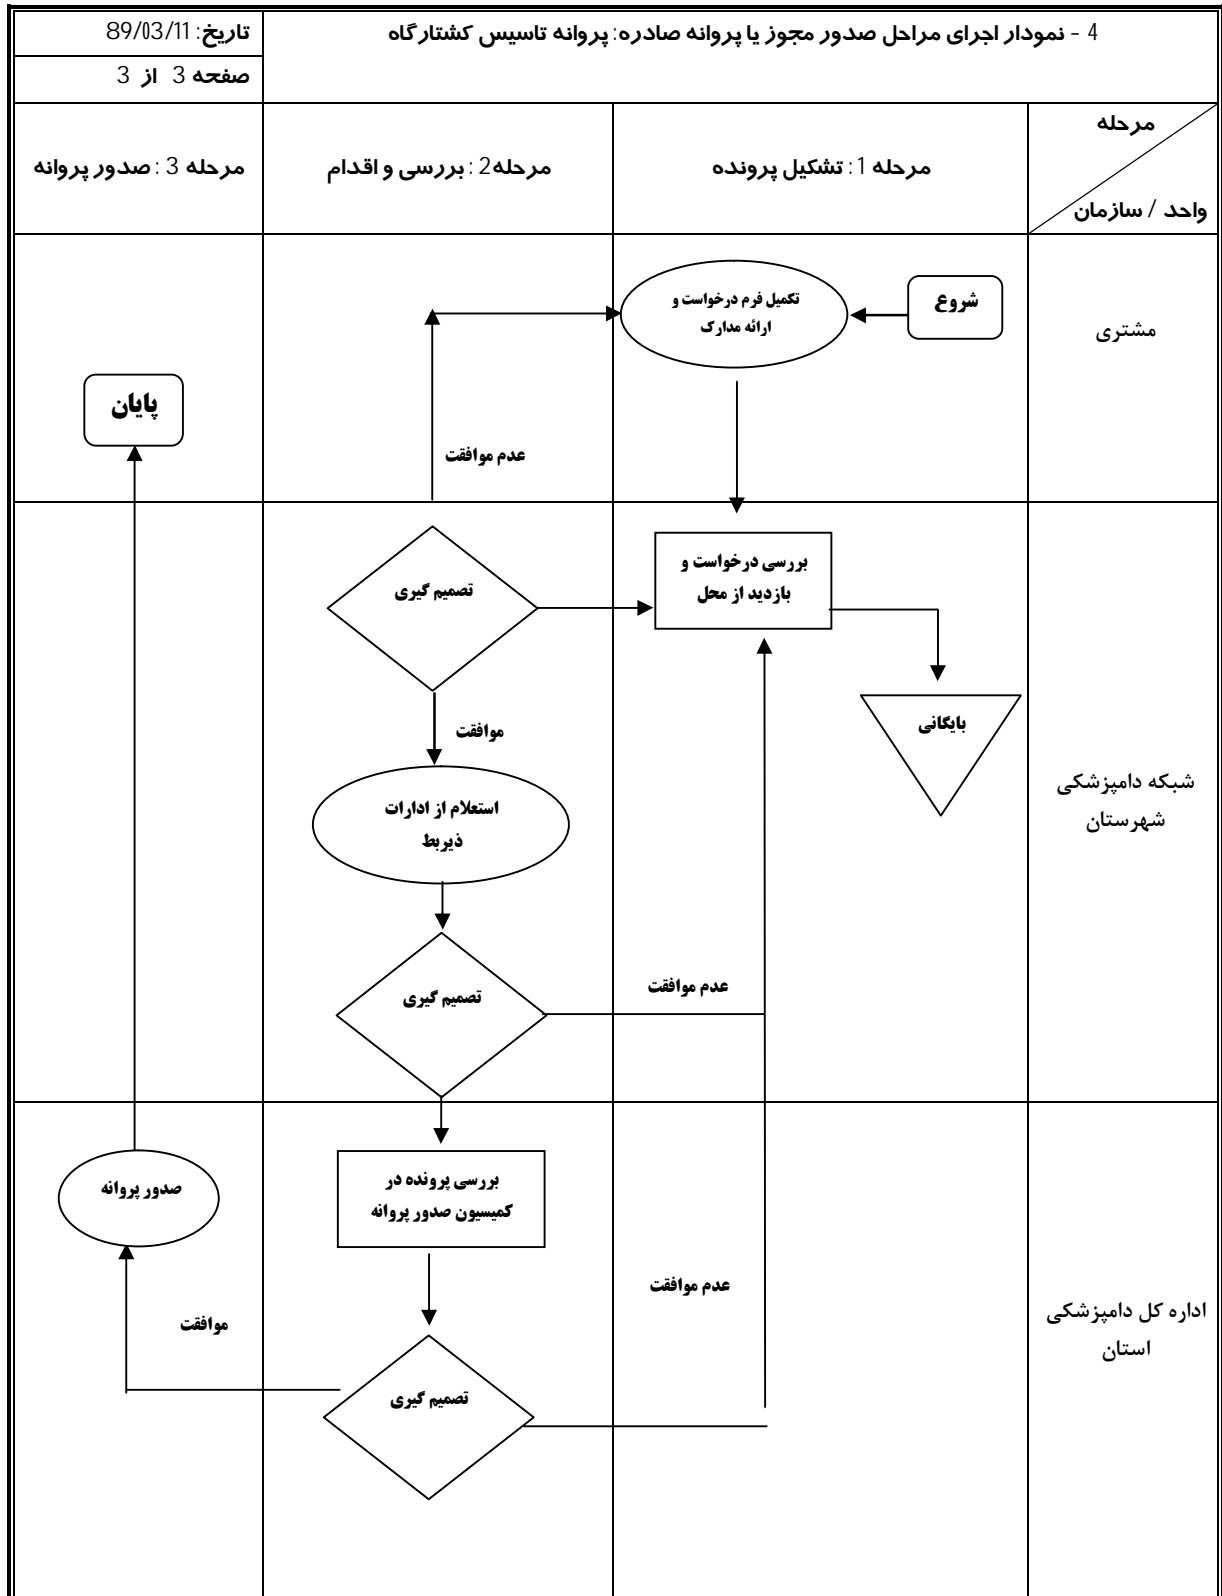 4 - نمودار اجرای مراحل صدور مجوز یا پروانه صادره: پروانه تاسیس کشتارگاه
تاریخ: 89/03/11
صفحه 3 از 3
مرحله
واحد / سازمان
مرحله 1: تشکیل پرونده
مرحله2: بررسی و اقدام
مرحله 3: صدور پروانه
مشتری
شروع
تکمیل فرم درخواست و
ارائه مدارک
پایان
عدم موافقت
شبکه دامپزشکی
شهرستان
بررسی درخواست و
بازدید از محل
تصمیم گیری
بایگانی
موافقت
استعلام از ادارات
ذیربط
تصمیم گیری
عدم موافقت
اداره کل دامپزشکی
استان
بررسی پرونده در
کمیسیون صدور پروانه
صدور پروانه
عدم موافقت
موافقت
تصمیم گیری